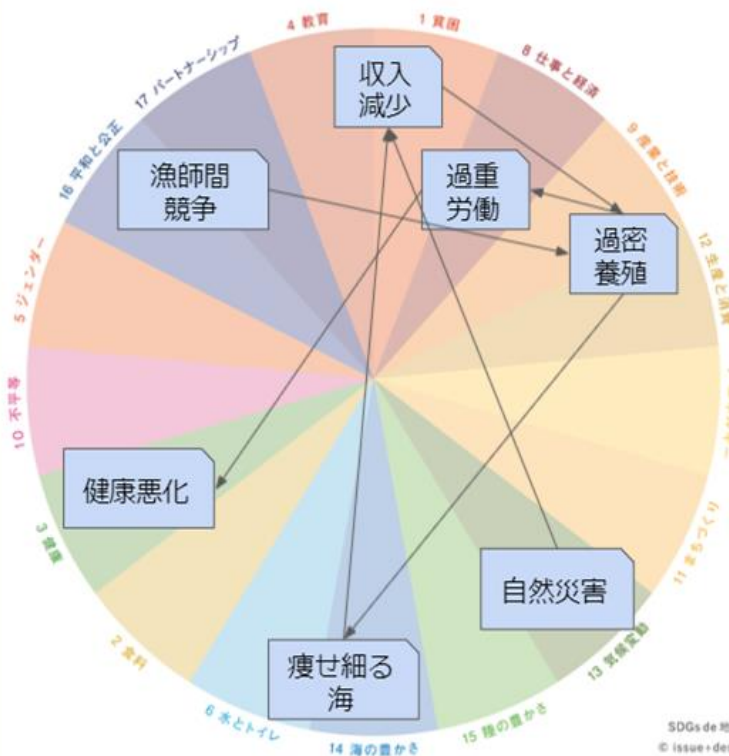 4 教育
1 貧困
8 仕事と経済
9 産業と技術
12 生産と消費
11 まちづくり
13 気候変動
15 陸の豊かさ
14 海の豊かさ
6 水とトイレ
2 食料
3 健康
10 不平等
5 ジェンダー
16 平和と公正
17 パートナーシップ
収入
減少
漁師間
競争
過重
労働
過密
養殖
健康悪化
自然災害
痩せ細る
海
SDGs de 地
© issue+des